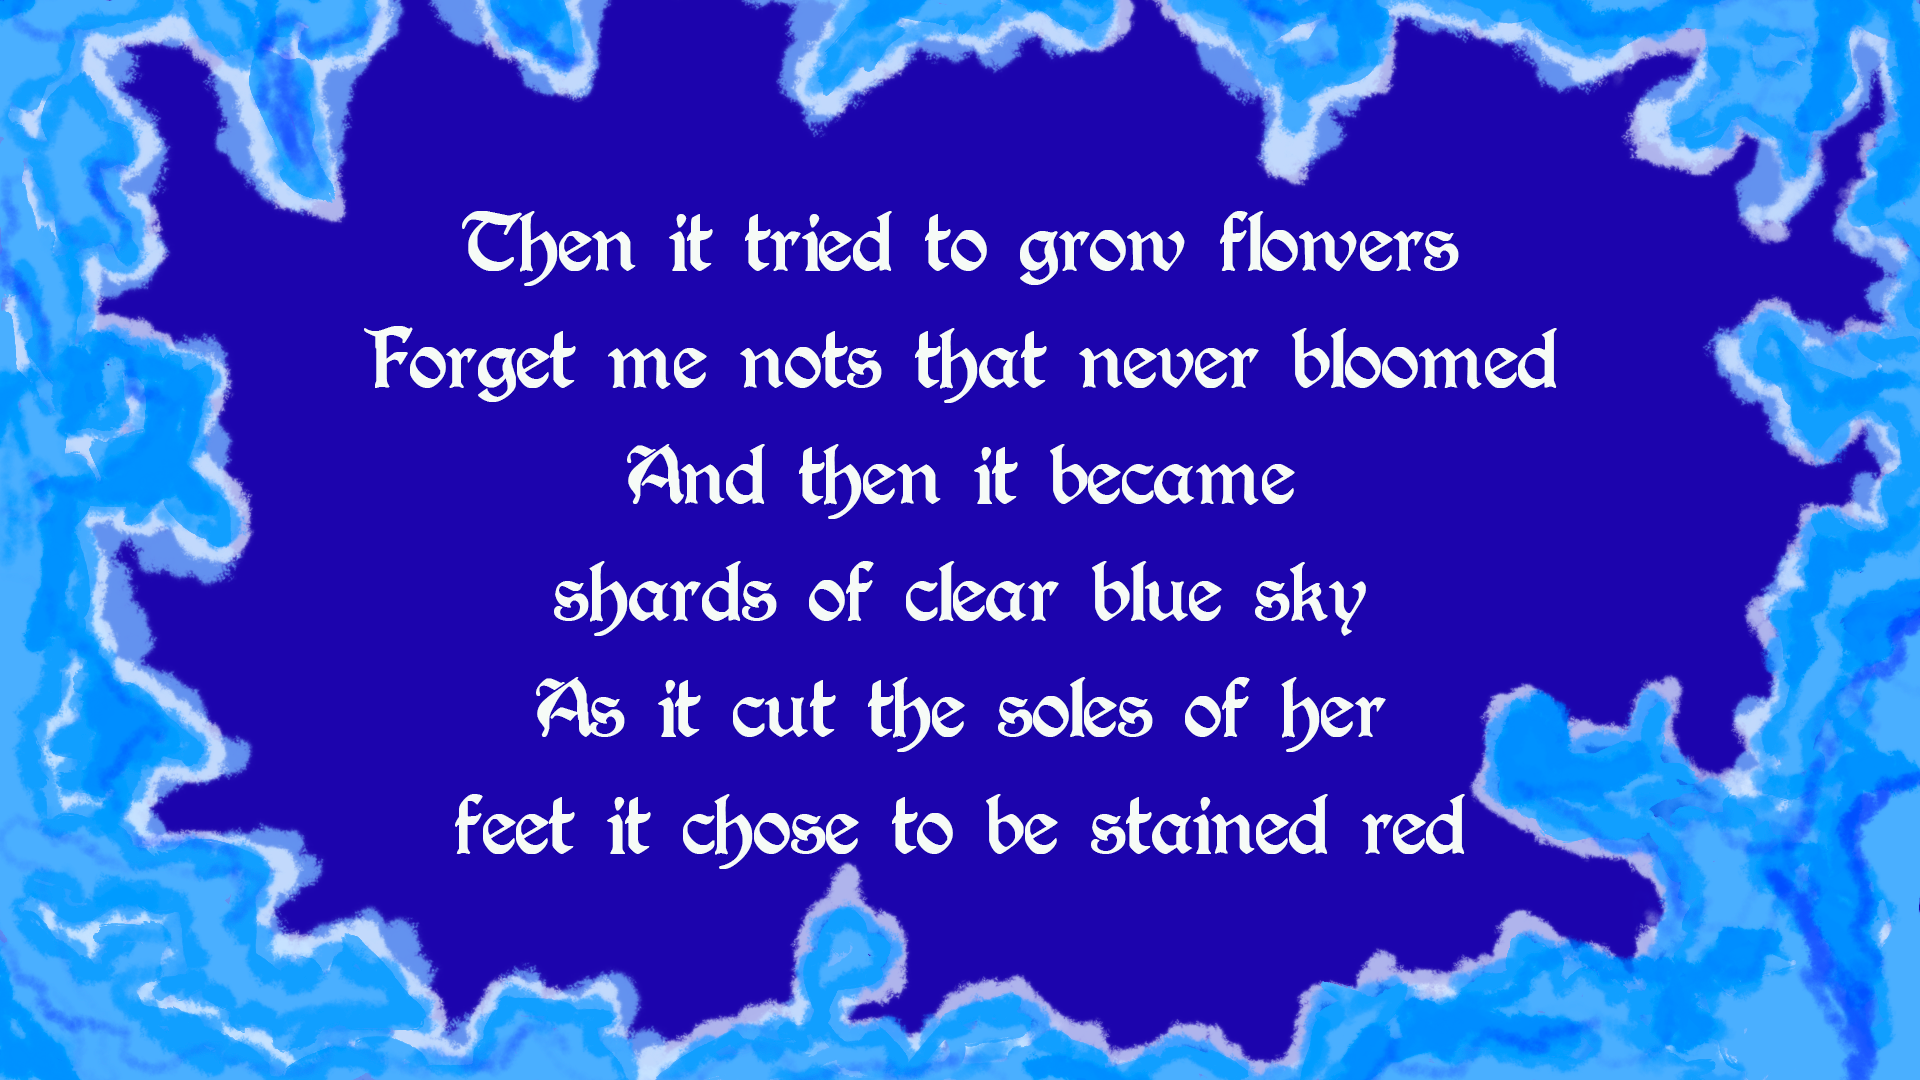 Then it tried to grow flowers
Forget me nots that never bloomed
And then it became
shards of clear blue sky
As it cut the soles of her
feet it chose to be stained red